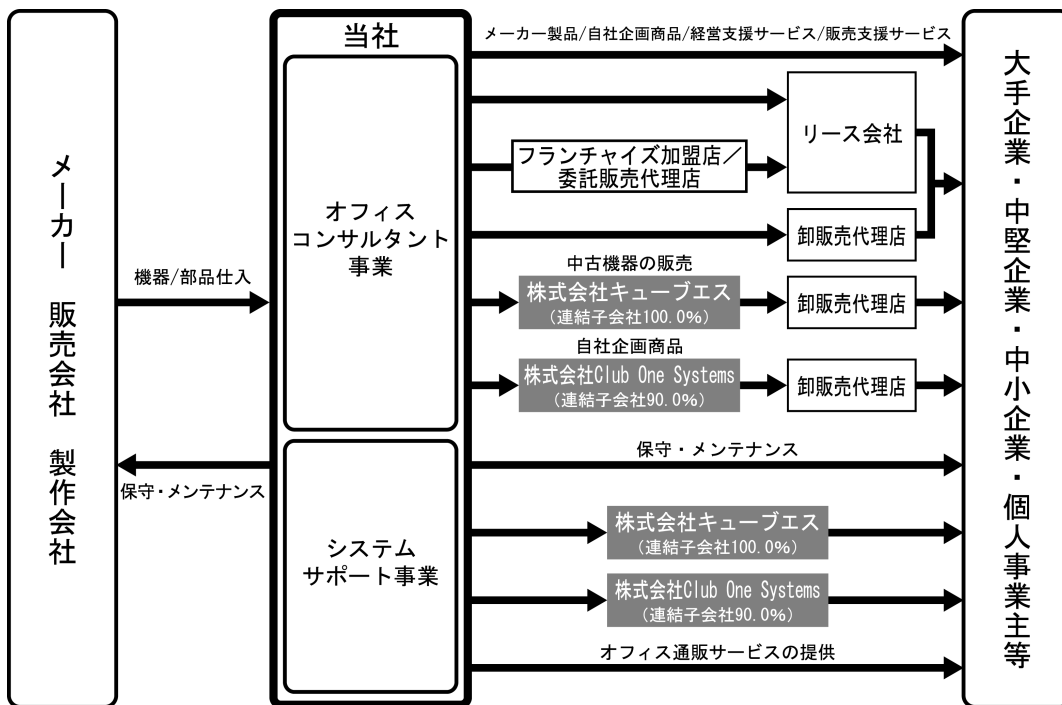 メーカー 販売会社 製作会社
機器/部品仕入
保守・メンテナンス
当社
オフィス
コンサルタント
事業
システム
サポート事業
メーカー製品/自社企画商品/経営支援サービス/販売支援サービス
リース会社
フランチャイズ加盟店／
委託販売代理店
卸販売代理店
中古機器の販売
株式会社キューブエス
（連結子会社100.0％）
卸販売代理店
自社企画商品
株式会社Club One Systems
（連結子会社90.0％）
卸販売代理店
保守・メンテナンス
株式会社キューブエス
（連結子会社100.0％）
株式会社Club One Systems
（連結子会社90.0％）
オフィス通販サービスの提供
大手企業・中堅企業・中小企業・個人事業主等